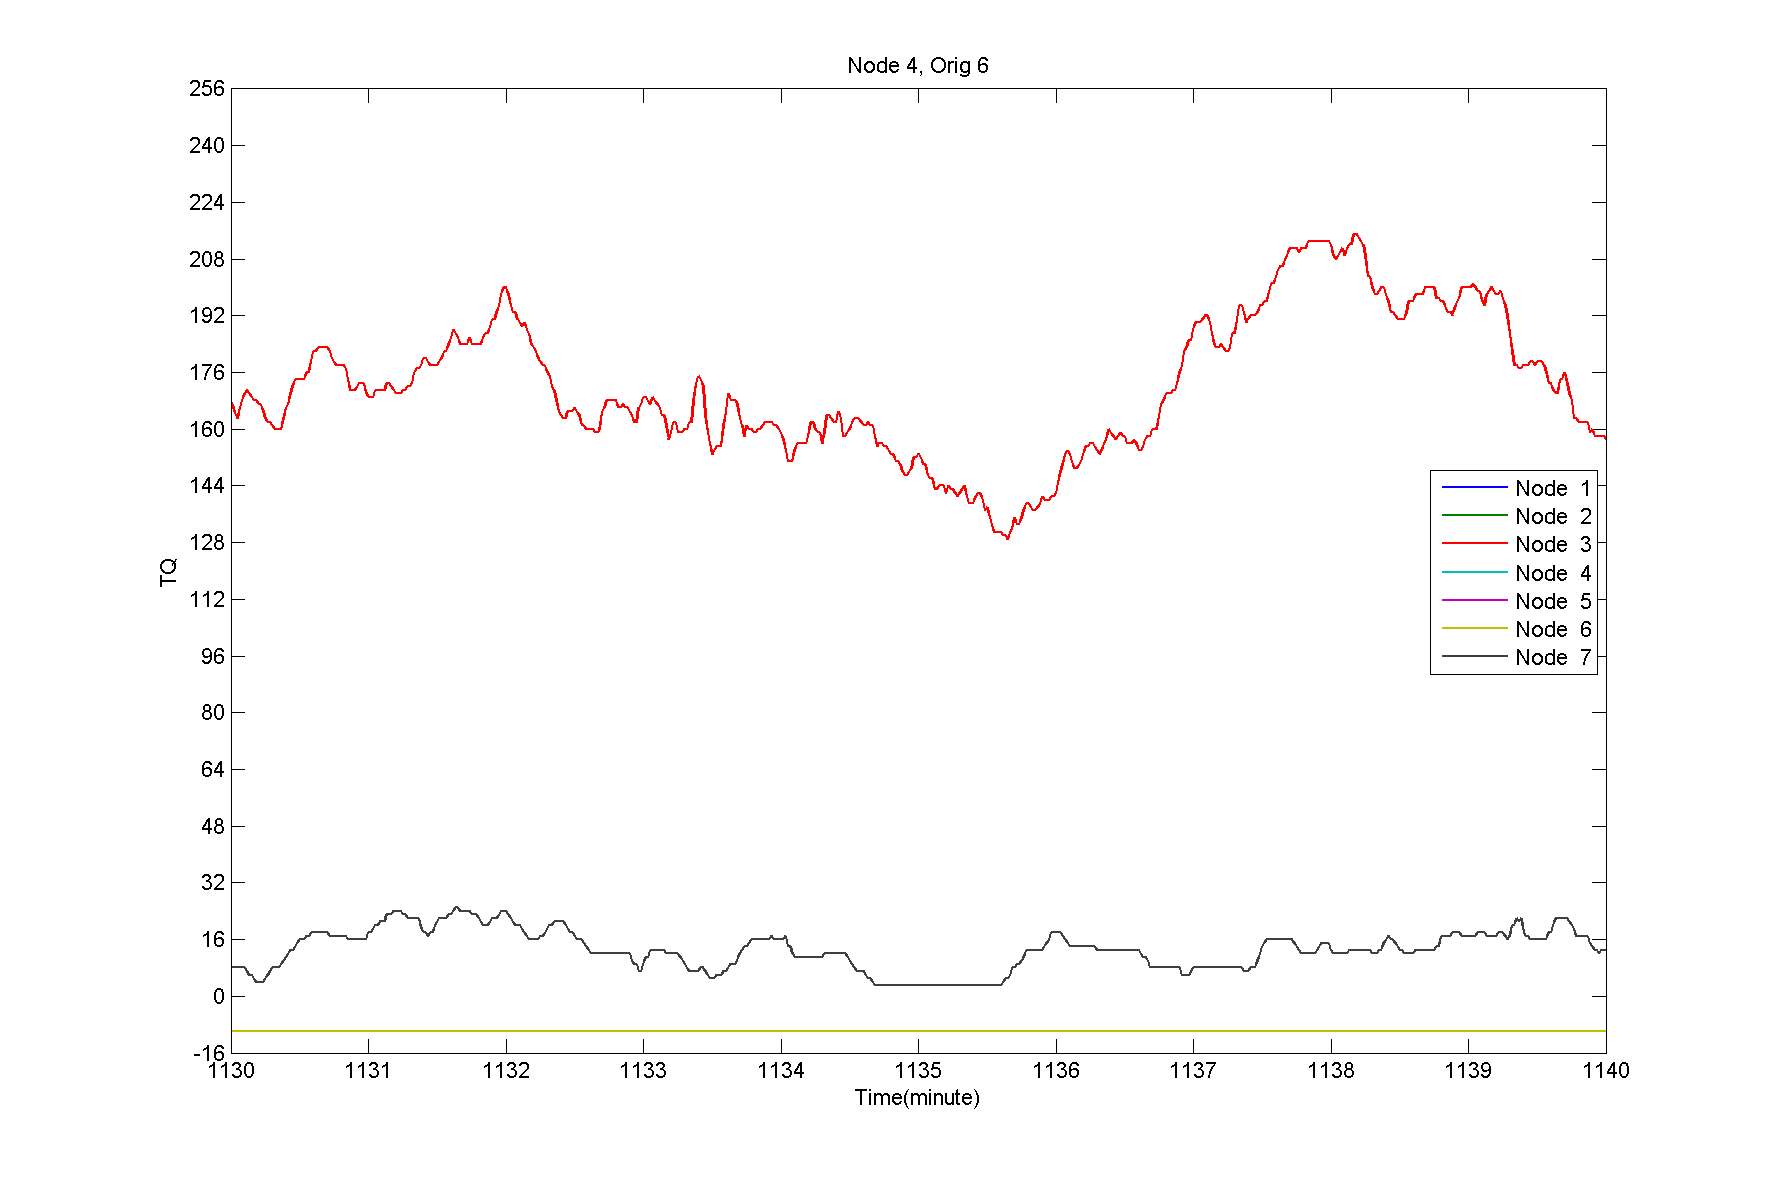 Node 4, Orig 6
256
240
224
208
192
176
160
144
128
112
96
80
64
48
32
16
0
-16
TQ
Node 1
Node 2
Node 3
Node 4
Node 5
Node 6
Node 7
1130 1131 1132 1133 1134 1135 1136 1137 1138 1139 1140
Time(minute)